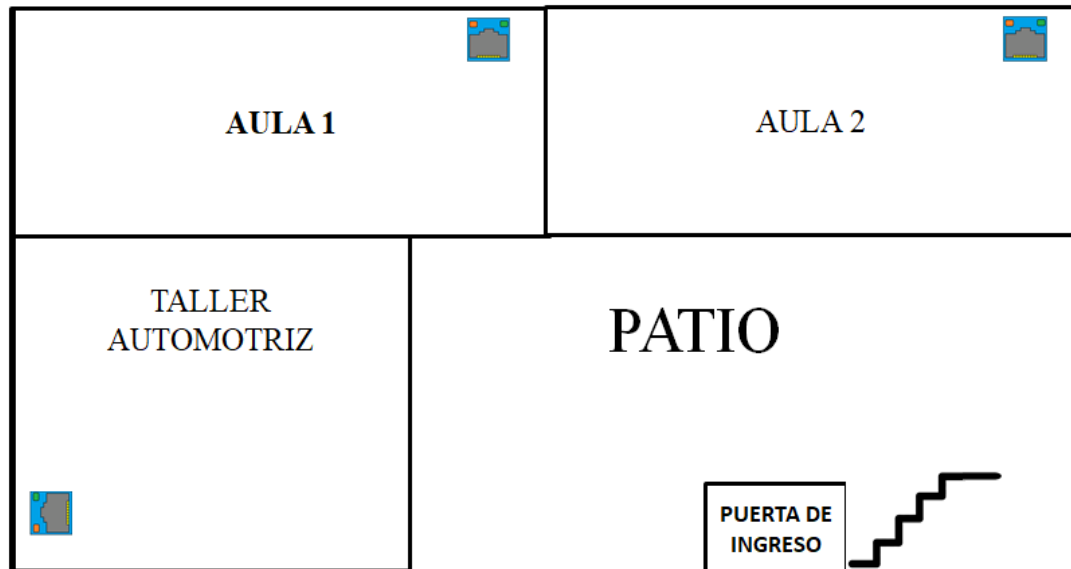 AULA 1
AULA 2
TALLER
AUTOMOTRIZ
PATIO
PUERTA DE
INGRESO